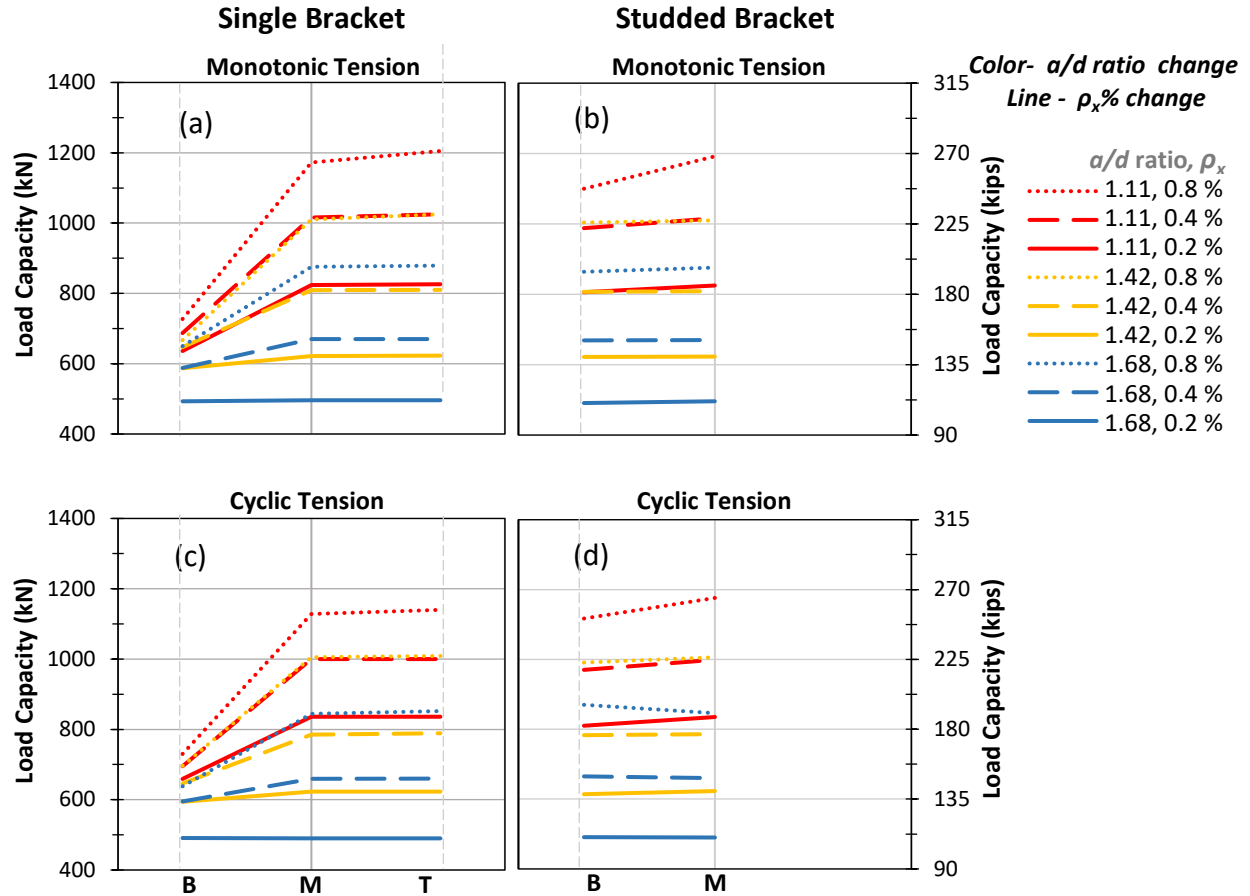 Single Bracket
Studded Bracket
Monotonic Tension
Monotonic Tension
Color- a/d ratio change
Line - ρx% change
(a)
(b)
1400
1200
1000
800
600
400
Load Capacity (kN)
315
270
225
180
135
90
Load Capacity (kips)
a/d ratio, ρx
1.11, 0.8 %
1.11, 0.4 %
1.11, 0.2 %
1.42, 0.8 %
1.42, 0.4 %
1.42, 0.2 %
1.68, 0.8 %
1.68, 0.4 %
1.68, 0.2 %
Cyclic Tension
Cyclic Tension
(c)
(d)
1400
1200
1000
800
600
400
Load Capacity (kN)
315
270
225
180
135
90
Load Capacity (kips)
B M T
B M